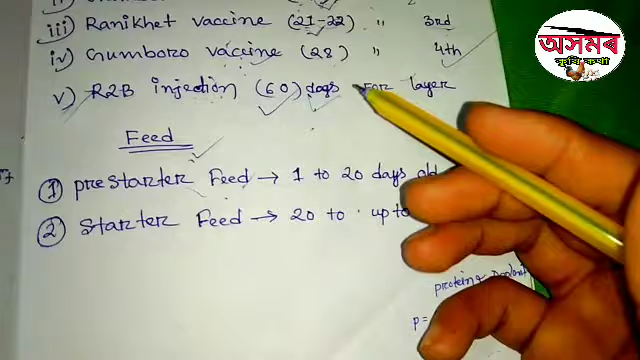 iii) Ranikhet vaccine (21-22) " 3rd
iv) Gumboro vaccine (28) " 4th
v) R2B injection (60) days for layer
Feed
① prestarter Feed → 1 to 20 days old
② starter Feed → 20 to up to
protein
p =
অসমৰ
কৃষি কথা